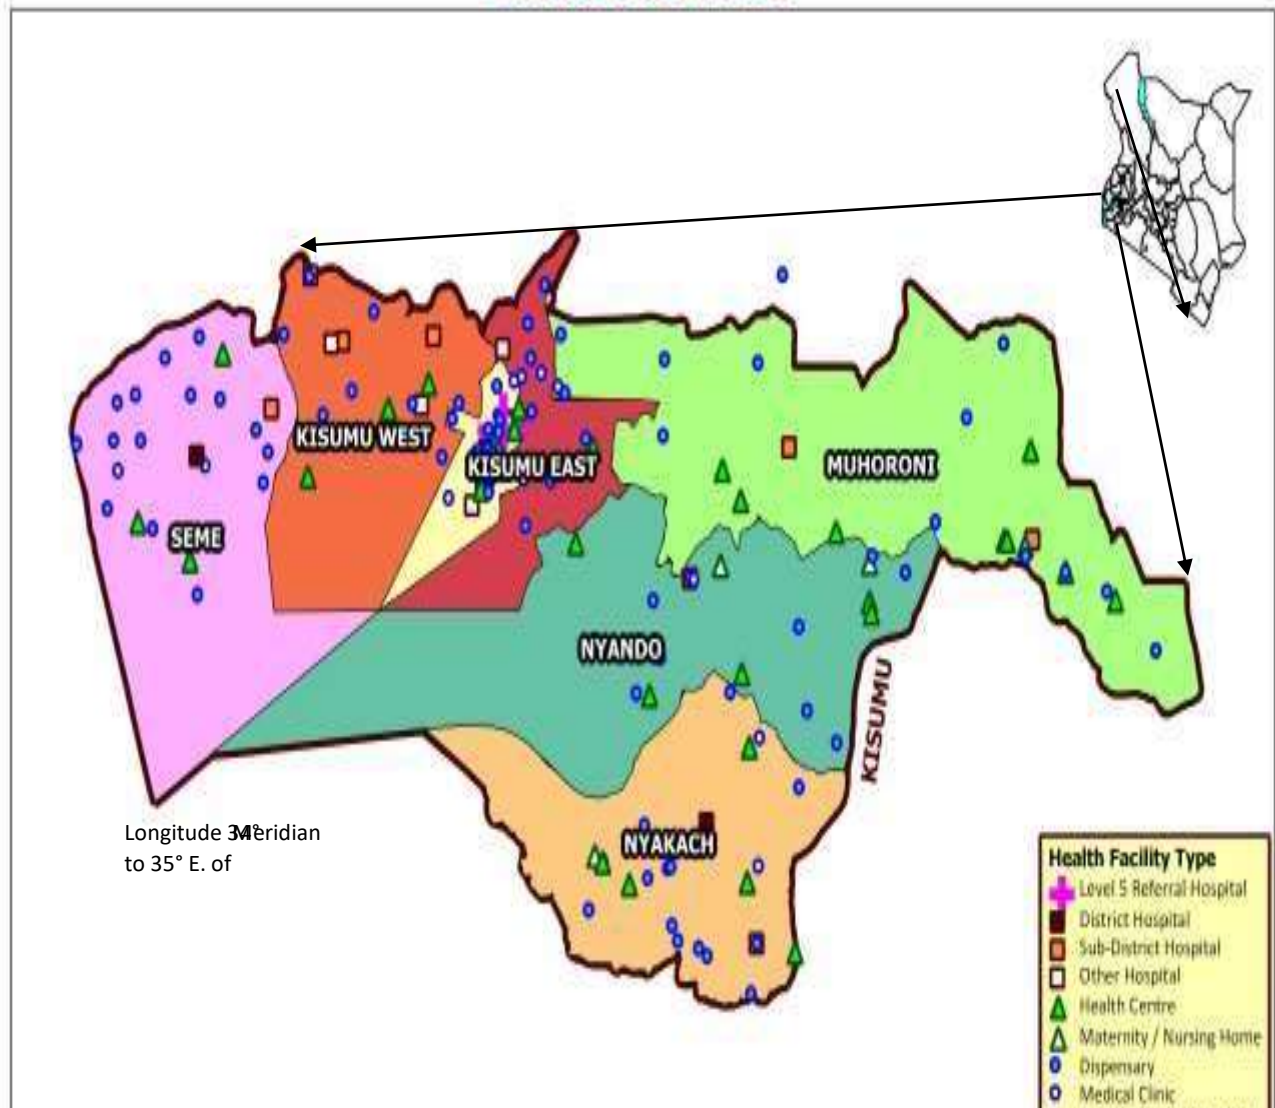 KISUMU WEST
KISUMU EAST
MUHORONI
SEME
NYANDO
KISUMU
NYAKACH
Longitude 34° Meridian
to 35° E. of
Health Facility Type
Level 5 Referral Hospital
District Hospital
Sub-District Hospital
Other Hospital
Health Centre
Maternity / Nursing Home
Dispensary
Medical Clinic